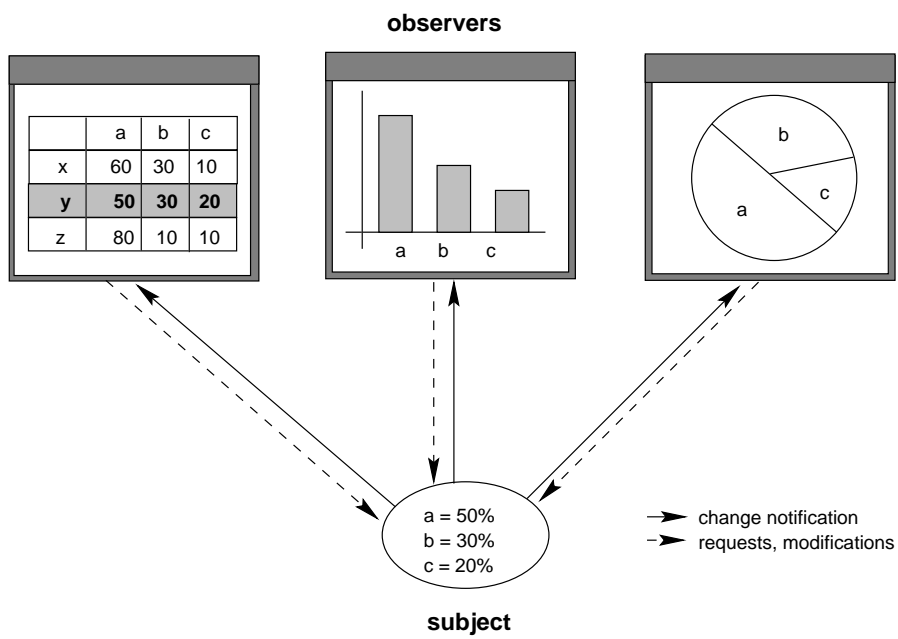 observers
a b c
x 60 30 10
y 50 30 20
z 80 10 10
a b c
b
c
a
a = 50%
b = 30%
c = 20%
change notification
requests, modifications
subject